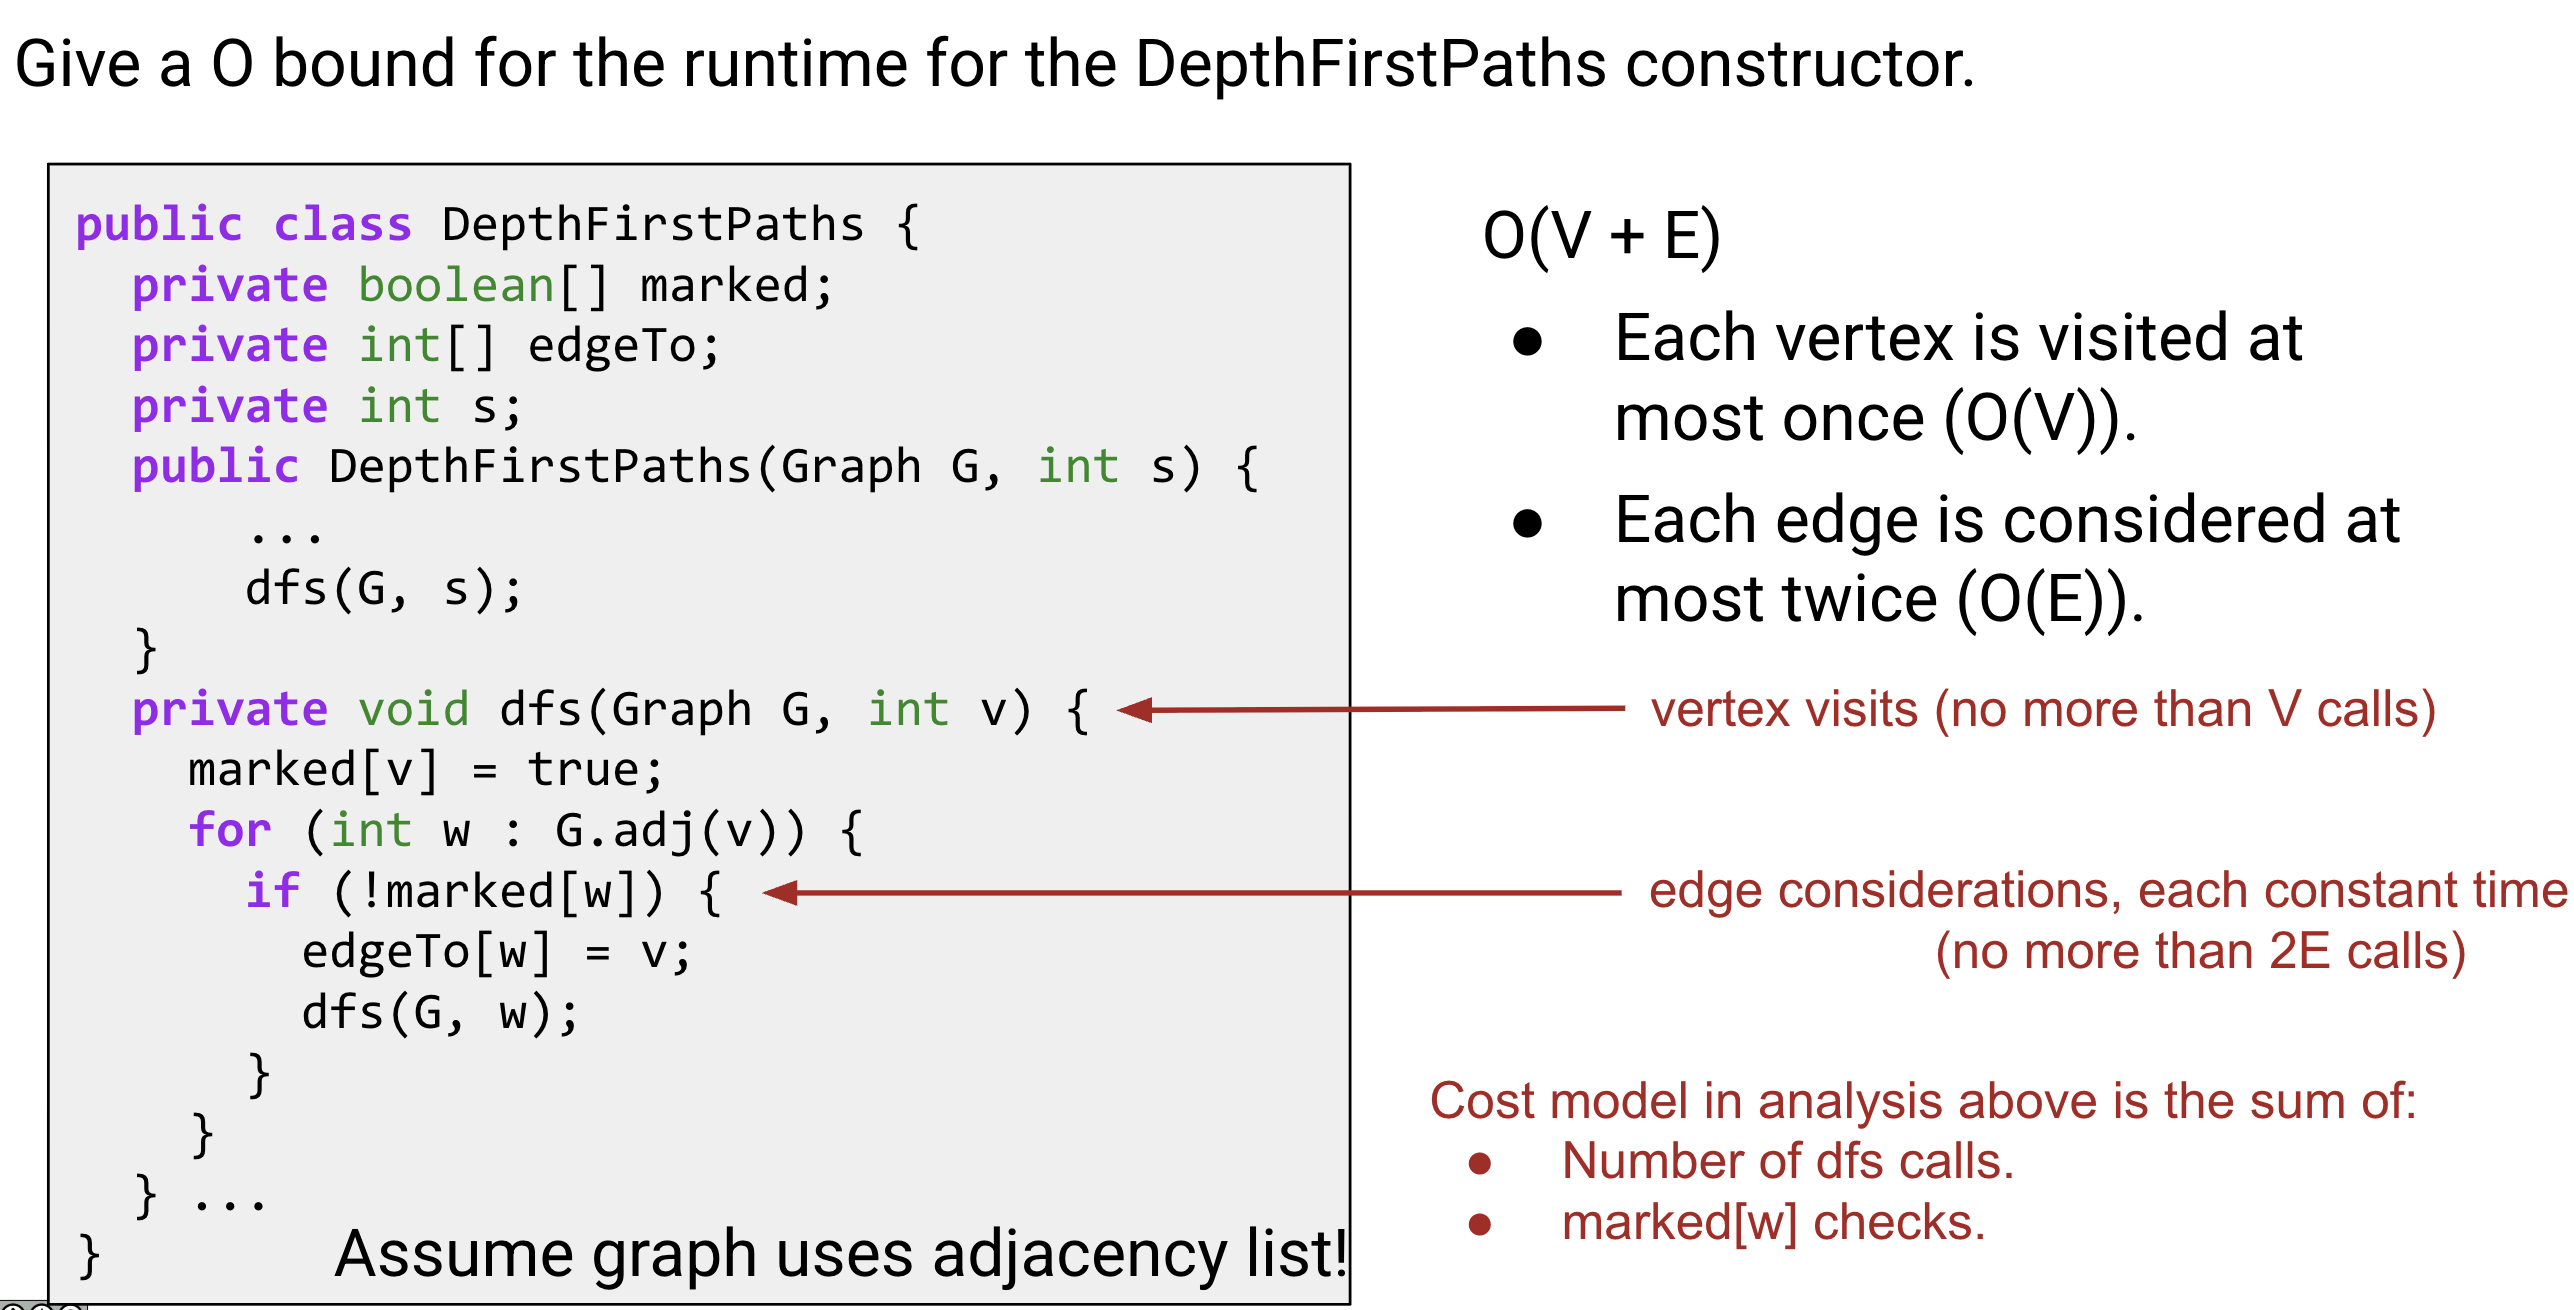 Give a O bound for the runtime for the DepthFirstPaths constructor.
public class DepthFirstPaths {
private boolean[] marked;
private int[] edgeTo;
private int s;
public DepthFirstPaths(Graph G, int s) {
...
dfs(G, s);
}
private void dfs(Graph G, int v) {
marked[v] = true;
for (int w : G.adj(v)) {
if (!marked[w]) {
edgeTo[w] = v;
dfs(G, w);
}
}
} ...
}
Assume graph uses adjacency list!
O(V + E)
● Each vertex is visited at
most once (O(V)).
● Each edge is considered at
most twice (O(E)).
vertex visits (no more than V calls)
edge considerations, each constant time
(no more than 2E calls)
Cost model in analysis above is the sum of:
● Number of dfs calls.
● marked[w] checks.